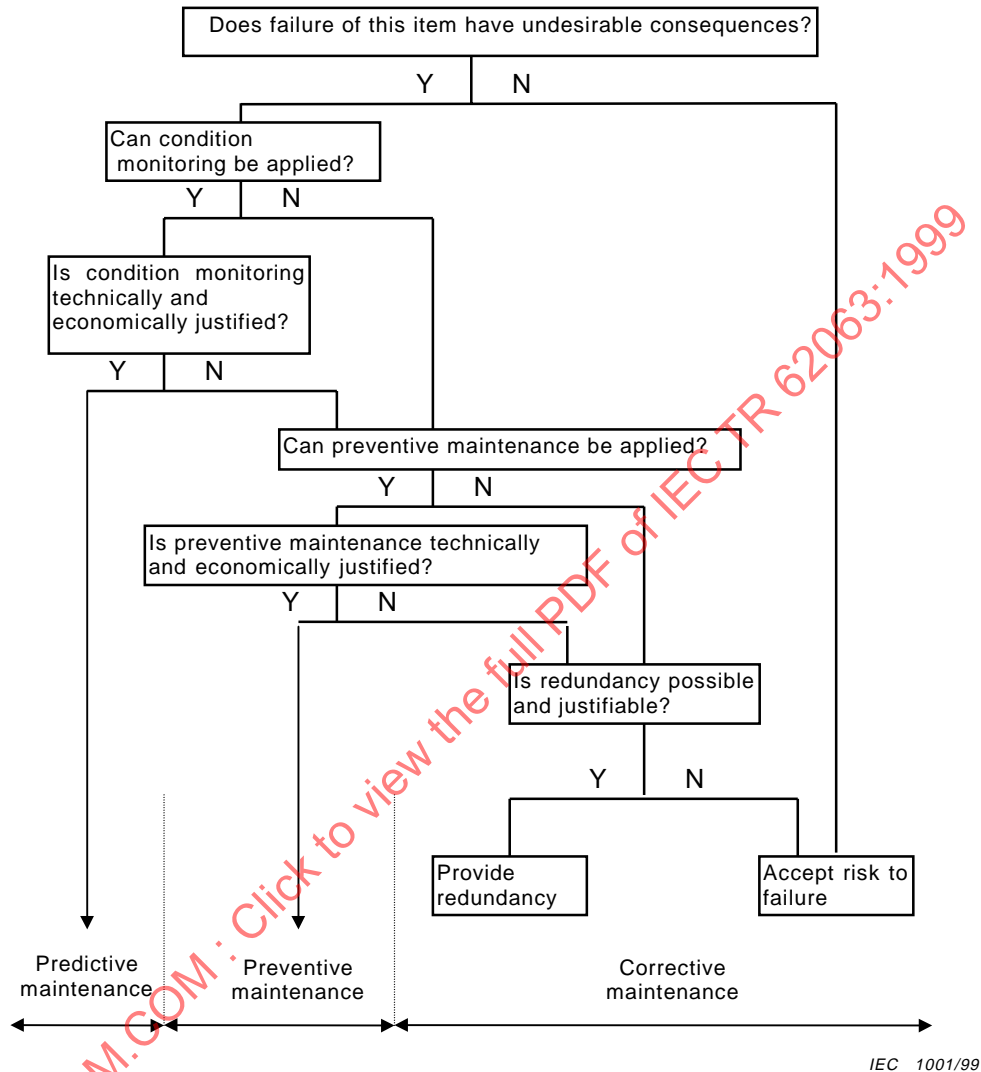 Does failure of this item have undesirable consequences?
Y N
Can condition
monitoring be applied?
Y N
Is condition monitoring
technically and
economically justified?
Y N
Can preventive maintenance be applied?
Y N
Is preventive maintenance technically
and economically justified?
Y N
Is redundancy possible
and justifiable?
Y N
Provide
redundancy
Accept risk to
failure
Predictive
maintenance
Preventive
maintenance
Corrective
maintenance
IEC 1001/99
M.COM : Click to view the full PDF of IEC TR 62063:1999